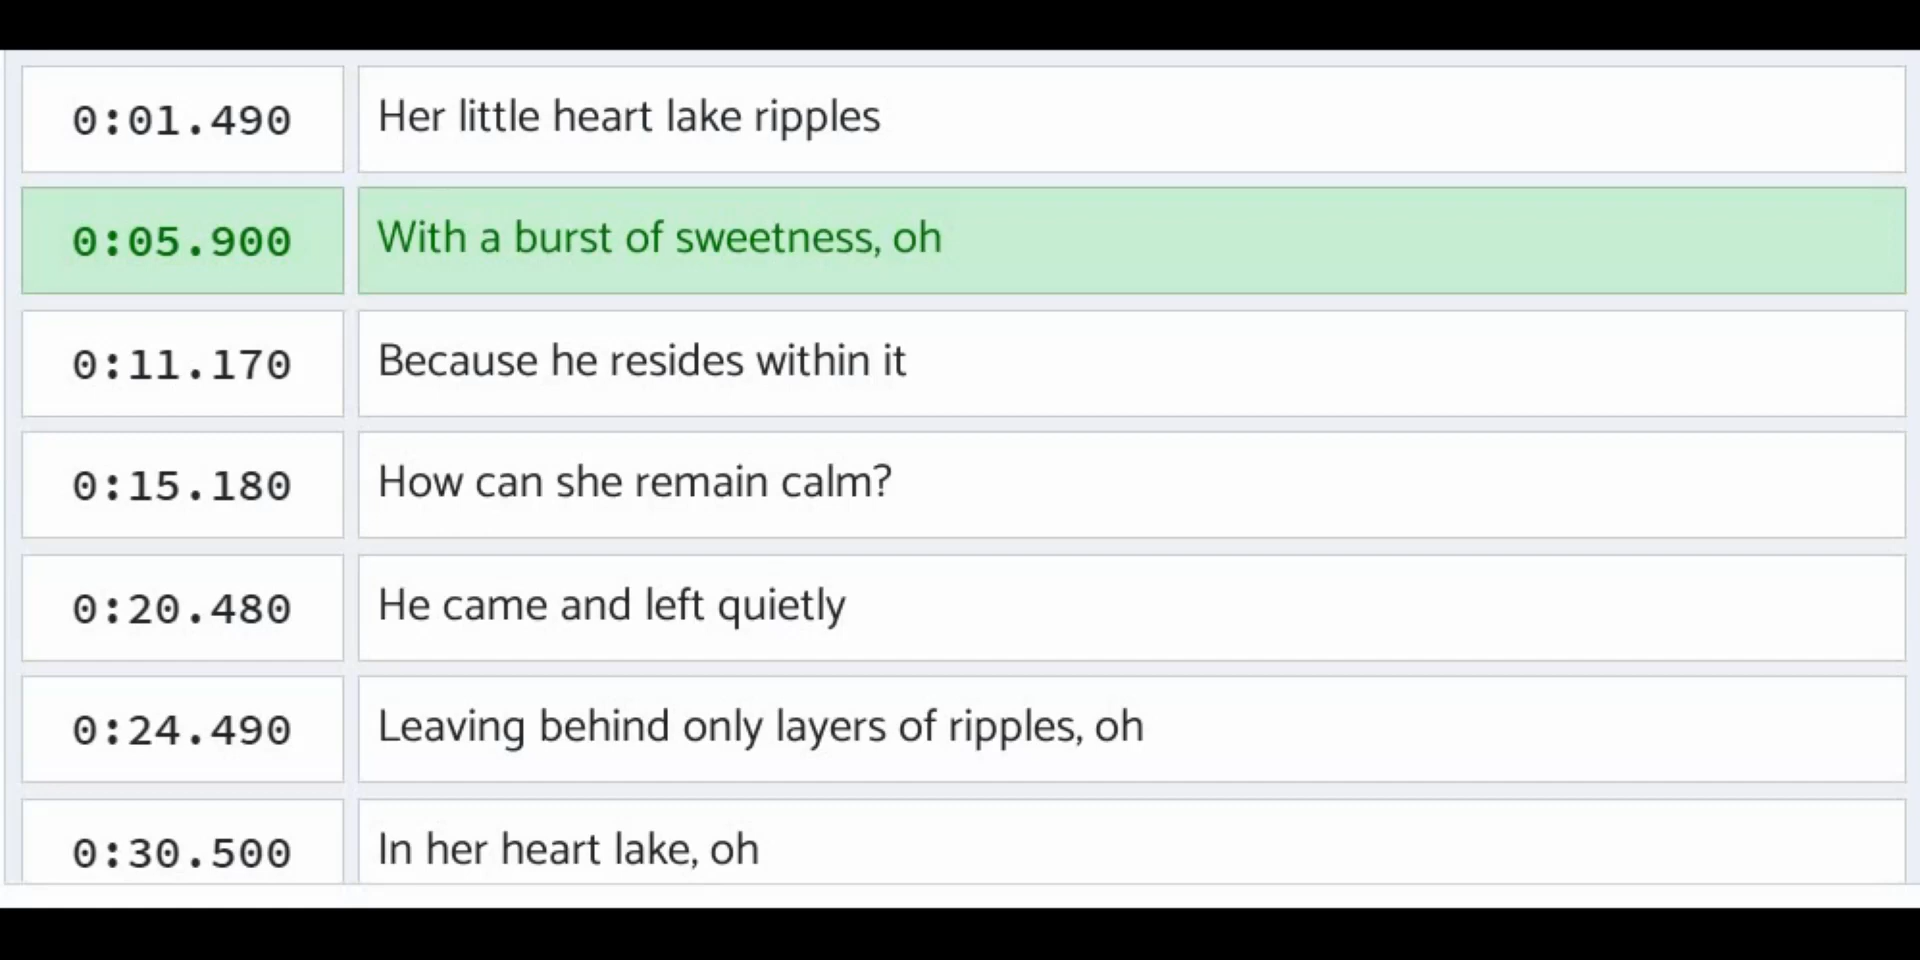 0:01.490 Her little heart lake ripples
0:05.900 With a burst of sweetness, oh
0:11.170 Because he resides within it
0:15.180 How can she remain calm?
0:20.480 He came and left quietly
0:24.490 Leaving behind only layers of ripples, oh
0:30.500 In her heart lake, oh